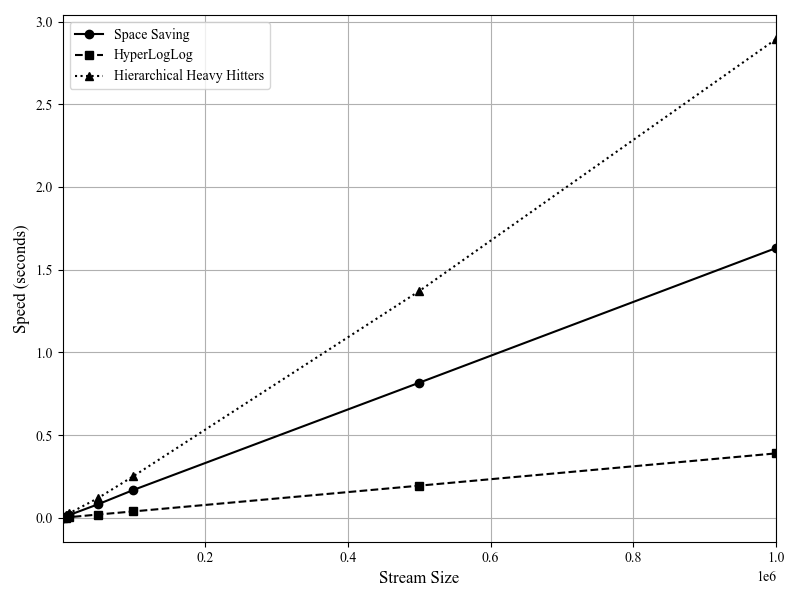 Space Saving
HyperLogLog
Hierarchical Heavy Hitters
3.0
2.5
2.0
1.5
1.0
0.5
0.0
Speed (seconds)
0.2
0.4
0.6
0.8
1.0
1e6
Stream Size